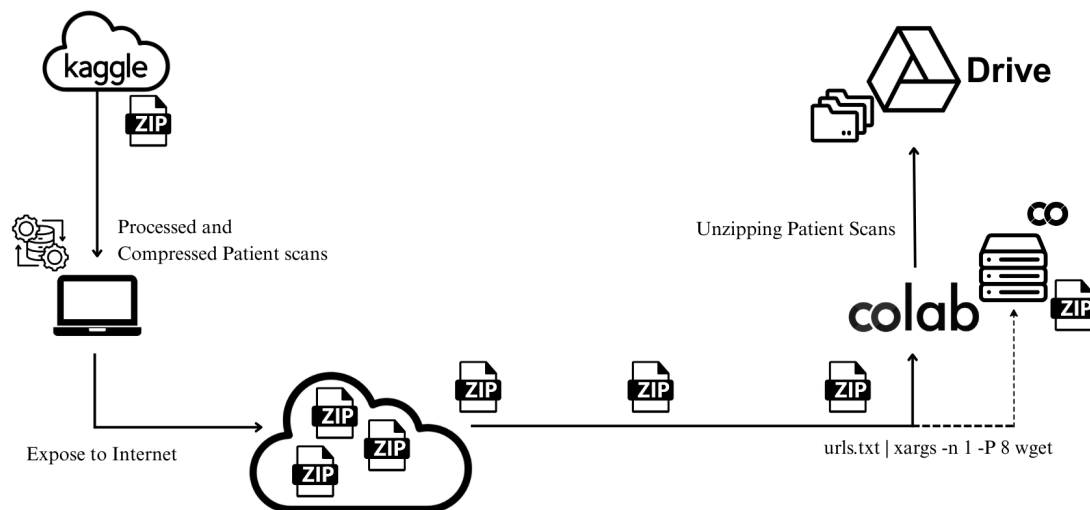 kaggle
ZIP
Processed and
Compressed Patient scans
Expose to Internet
ZIP
ZIP
ZIP
ZIP
ZIP
ZIP
urls.txt | xargs -n 1 -P 8 wget
colab
co
ZIP
Unzipping Patient Scans
Drive